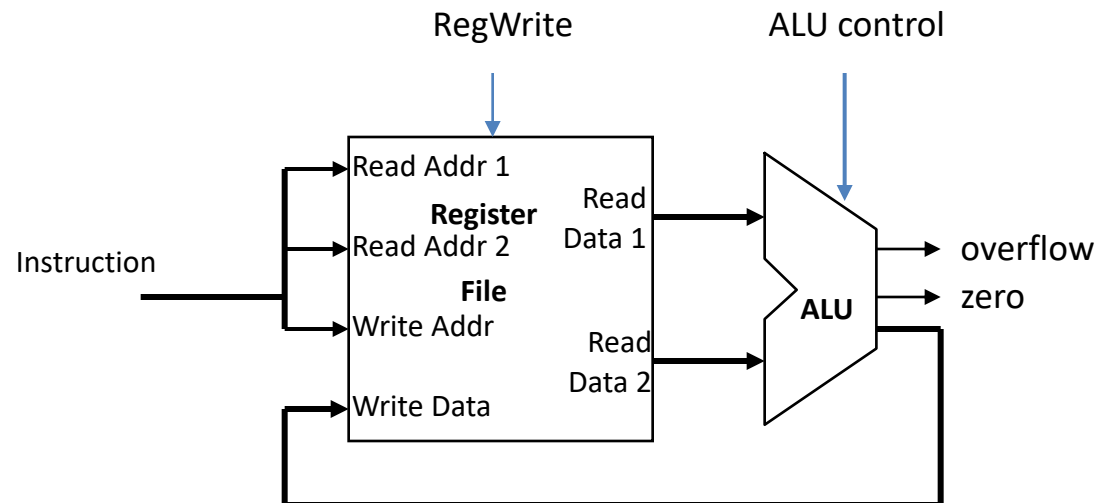 RegWrite
ALU control
Instruction
Read Addr 1
Register
Read Addr 2
File
Write Addr
Write Data
Read
Data 1
Read
Data 2
ALU
overflow
zero